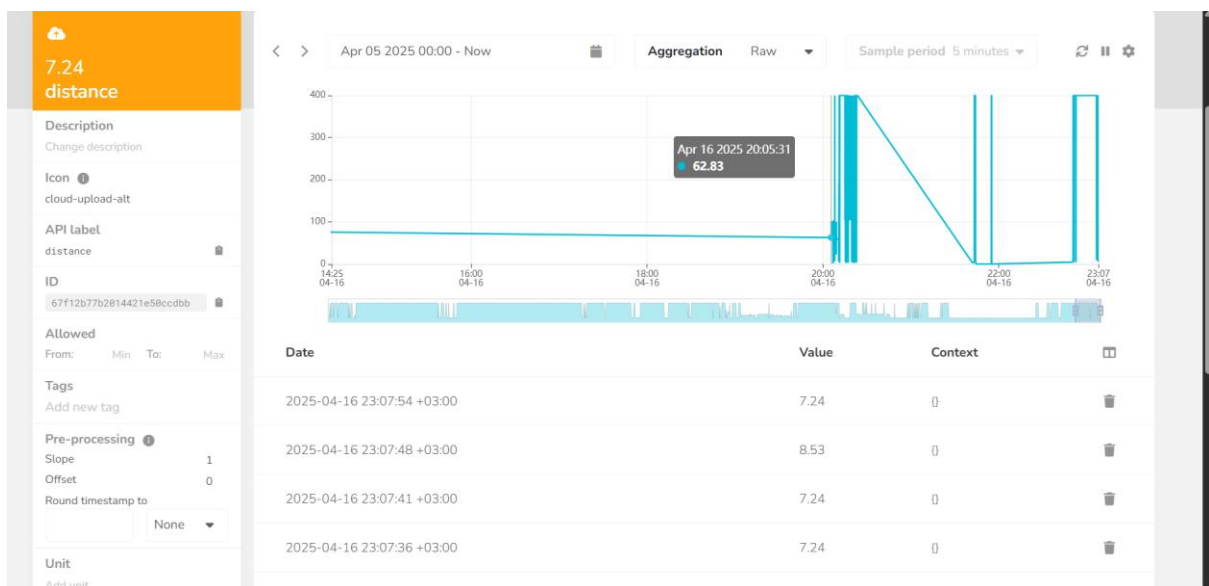 7.24
distance
Description
Change description
Icon
cloud-upload-alt
API label
distance
ID
67f12b77b2014421e50ccdbb
Allowed
From: Min To: Max
Tags
Add new tag
Pre-processing
Slope 1
Offset 0
Round timestamp to
None
Unit
Add unit
Apr 05 2025 00:00 - Now
Aggregation Raw
Sample period 5 minutes
400
300
200
100
0
Apr 16 2025 20:05:31
62.83
14:25 16:00 18:00 20:00 22:00 23:07
04-16 04-16 04-16 04-16 04-16 04-16
Date Value Context
2025-04-16 23:07:54 +03:00 7.24 {}
2025-04-16 23:07:48 +03:00 8.53 {}
2025-04-16 23:07:41 +03:00 7.24 {}
2025-04-16 23:07:36 +03:00 7.24 {}